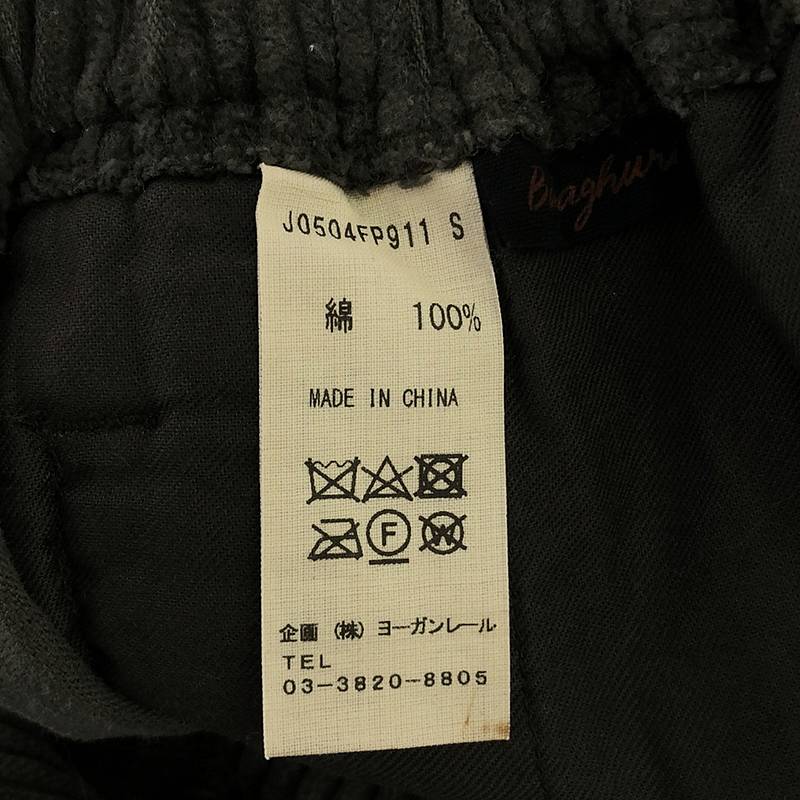 J0504FP911 S
綿 100%
MADE IN CHINA
F W
企画 (株) ヨーガンレール
TEL
03-3820-8805